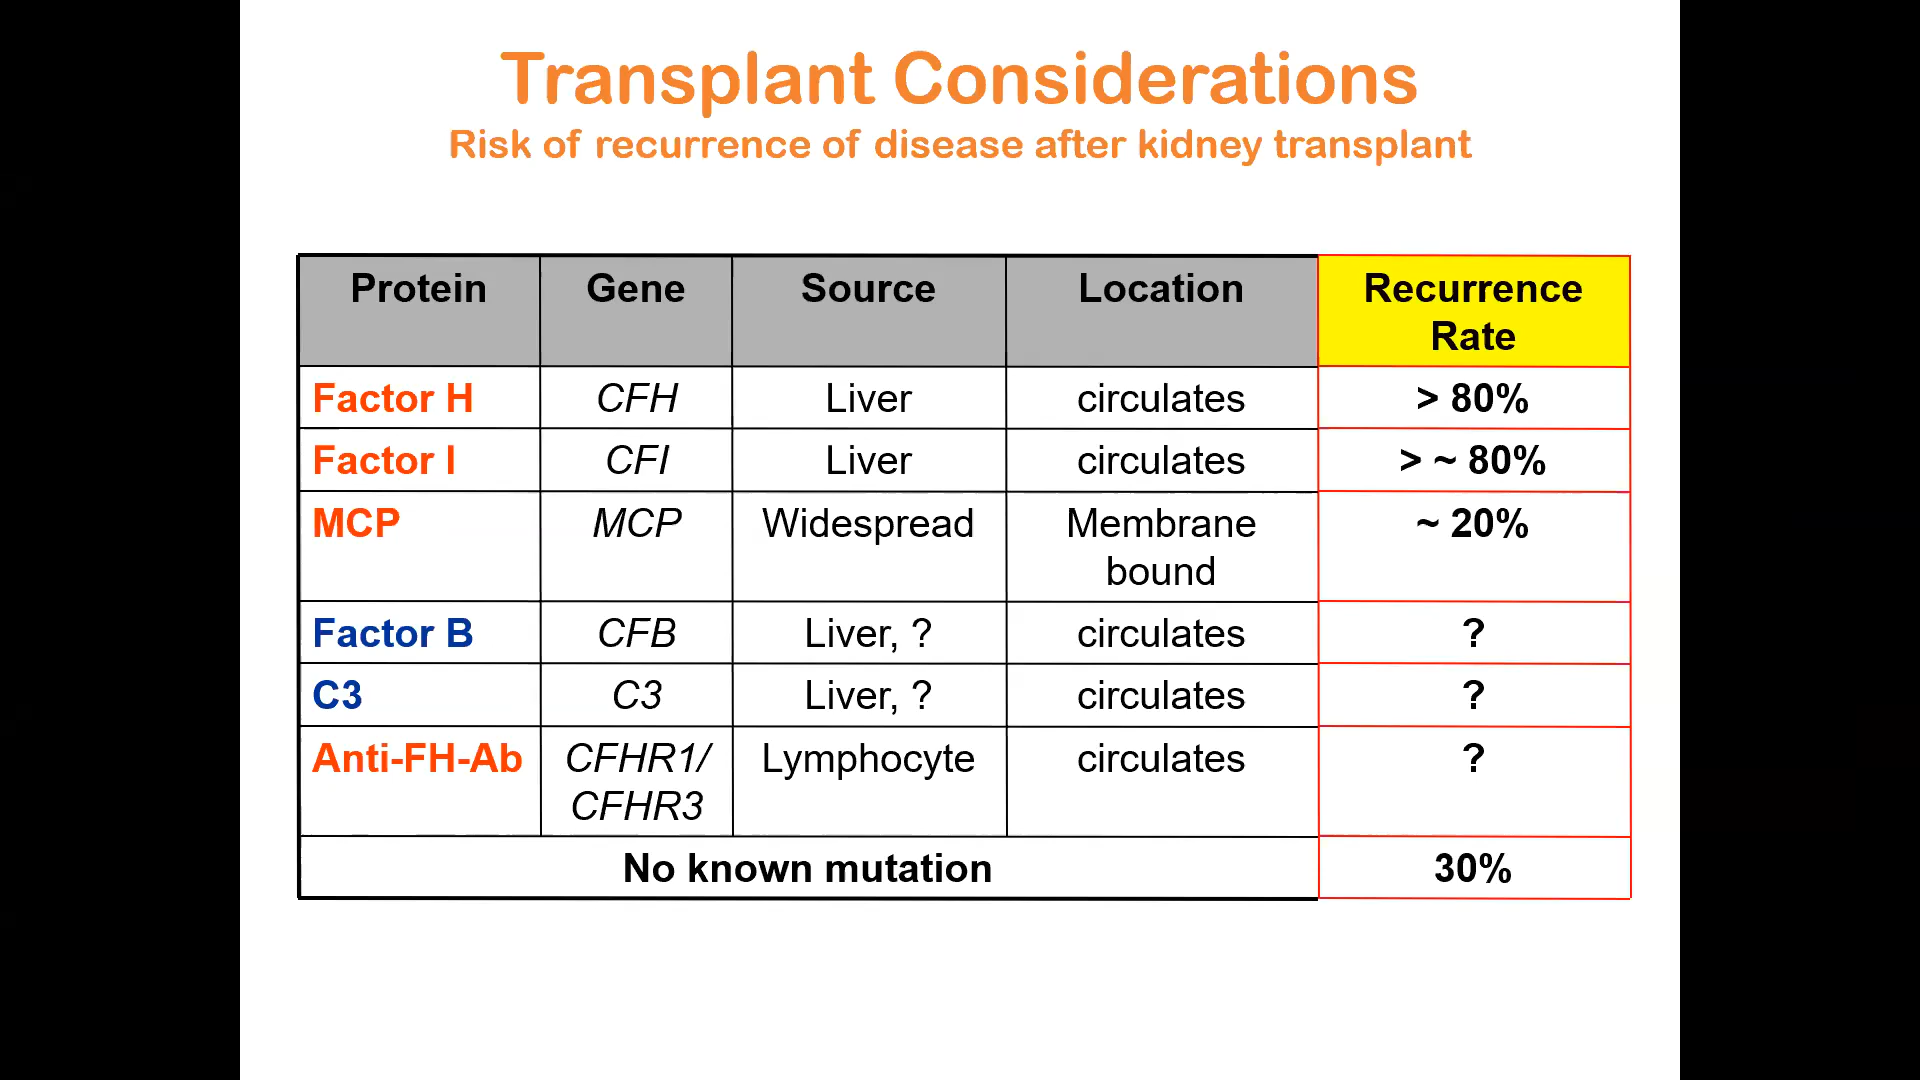 Transplant Considerations
Risk of recurrence of disease after kidney transplant
Protein Gene Source Location Recurrence
Rate
Factor H CFH Liver circulates > 80%
Factor I CFI Liver circulates > ~ 80%
MCP MCP Widespread Membrane ~ 20%
bound
Factor B CFB Liver, ? circulates ?
C3 C3 Liver, ? circulates ?
Anti-FH-Ab CFHR1/ Lymphocyte circulates ?
CFHR3
No known mutation 30%